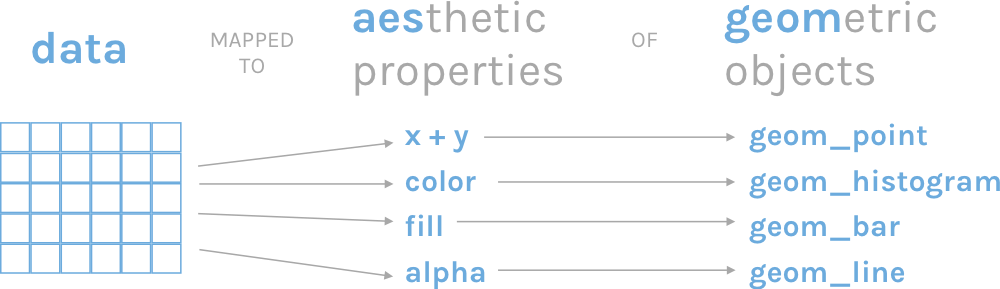 data
MAPPED
TO
aesthetic
properties
OF
geometric
objects
x + y
geom_point
color
geom_histogram
fill
geom_bar
alpha
geom_line